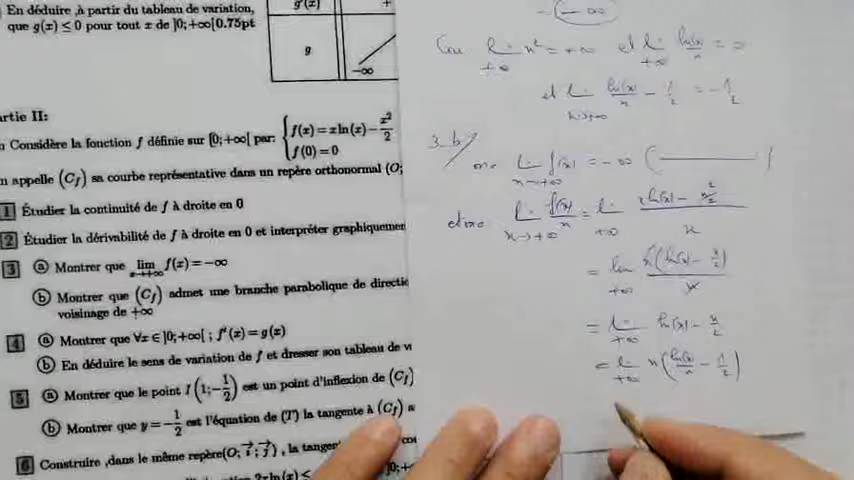 En déduire ,à partir du tableau de variation,
que g(x) ≤ 0 pour tout x de ]0;+∞[ 0.75pt
g'(x) +
g
−∞
artie II:
n Considère la fonction f définie sur [0;+∞[ par: { f(x) = x ln(x) − x²/2
f(0) = 0
n appelle (Cf) sa courbe représentative dans un repère orthonormal (O;
1 Étudier la continuité de f à droite en 0
2 Étudier la dérivabilité de f à droite en 0 et interpréter graphiquemen
3 a Montrer que lim x→+∞ f(x) = −∞
b Montrer que (Cf) admet une branche parabolique de directi
voisinage de +∞
4 a Montrer que ∀x ∈ ]0;+∞[ ; f'(x) = g(x)
b En déduire le sens de variation de f et dresser son tableau de v
5 a Montrer que le point I(1;−1/2) est un point d'inflexion de (Cf)
b Montrer que y = −1/2 est l'équation de (T) la tangente à (Cf) a
6 Construire ,dans le même repère(O;i;j) , la tangen
2x ln(x) ≤
= −∞
Car lim +∞ x² = +∞ et lim +∞ ln(x)/x = 0
et lim x→+∞ ln(x)/x − 1/2 = −1/2
3-b/ on a lim x→+∞ f(x) = −∞ ( )
et on a lim x→+∞ f(x)/x = lim +∞ (x ln(x) − x²/2)/x
= lim +∞ x(ln(x) − x/2)/x
= lim +∞ ln(x) − x/2
= lim +∞ x(ln(x)/x − 1/2)